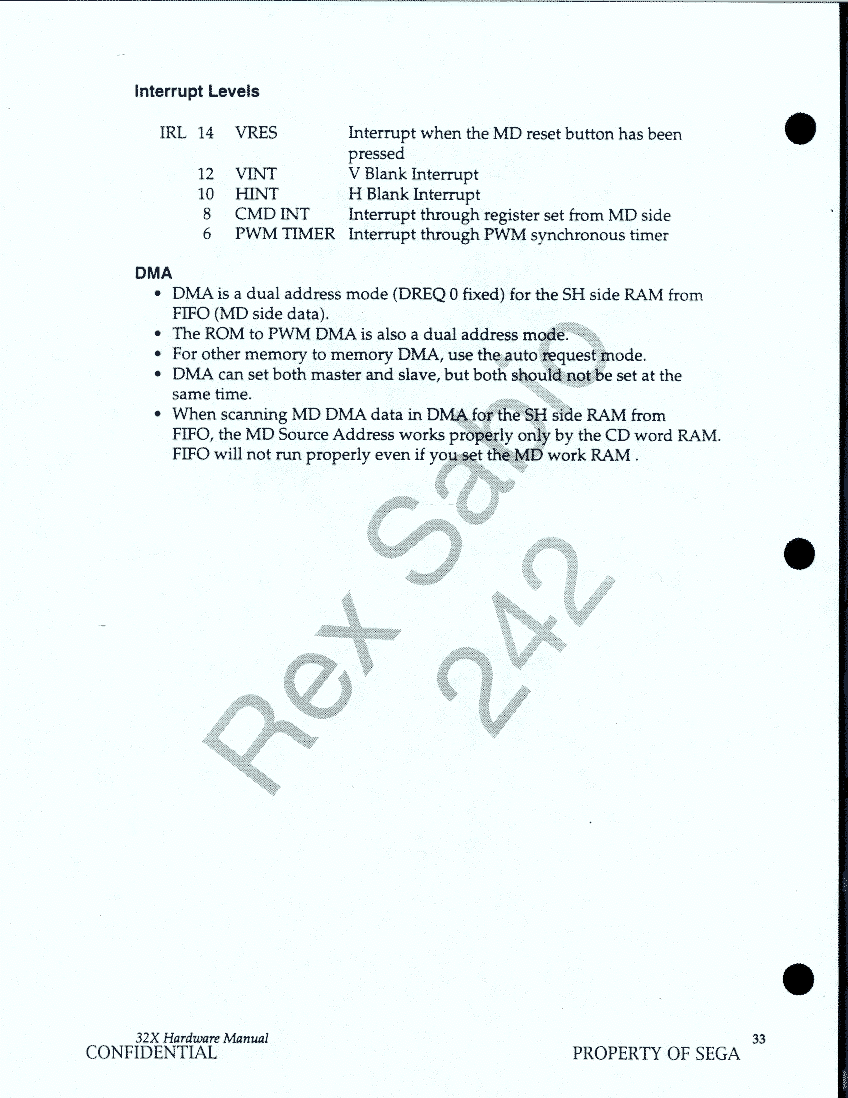 Interrupt Levels
IRL 14 VRES Interrupt when the MD reset button has been
pressed
12 VINT V Blank Interrupt
10 HINT H Blank Interrupt
8 CMD INT Interrupt through register set from MD side
6 PWM TIMER Interrupt through PWM synchronous timer
DMA
• DMA is a dual address mode (DREQ 0 fixed) for the SH side RAM from
FIFO (MD side data).
• The ROM to PWM DMA is also a dual address mode.
• For other memory to memory DMA, use the auto request mode.
• DMA can set both master and slave, but both should not be set at the
same time.
• When scanning MD DMA data in DMA for the SH side RAM from
FIFO, the MD Source Address works properly only by the CD word RAM.
FIFO will not run properly even if you set the MD work RAM .
Rex Sabio
242
32X Hardware Manual 33
CONFIDENTIAL PROPERTY OF SEGA